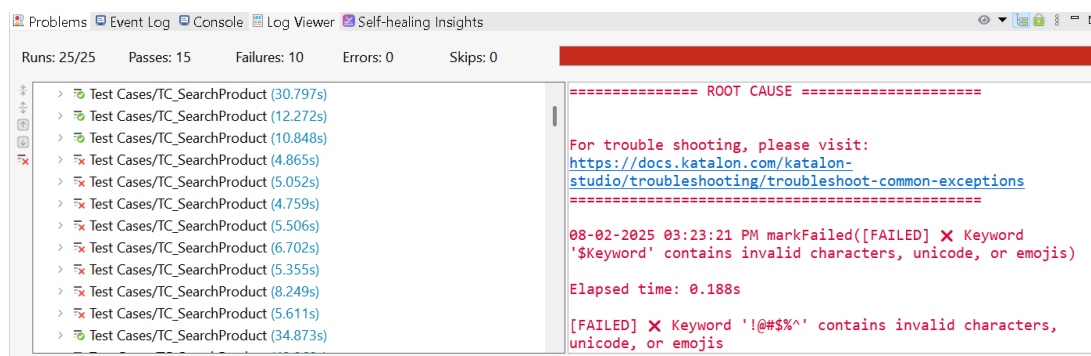 Problems Event Log Console Log Viewer Self-healing Insights
Runs: 25/25 Passes: 15 Failures: 10 Errors: 0 Skips: 0
Test Cases/TC_SearchProduct (30.797s)
Test Cases/TC_SearchProduct (12.272s)
Test Cases/TC_SearchProduct (10.848s)
Test Cases/TC_SearchProduct (4.865s)
Test Cases/TC_SearchProduct (5.052s)
Test Cases/TC_SearchProduct (4.759s)
Test Cases/TC_SearchProduct (5.506s)
Test Cases/TC_SearchProduct (6.702s)
Test Cases/TC_SearchProduct (5.355s)
Test Cases/TC_SearchProduct (8.249s)
Test Cases/TC_SearchProduct (5.611s)
Test Cases/TC_SearchProduct (34.873s)
=============== ROOT CAUSE =====================
For trouble shooting, please visit:
https://docs.katalon.com/katalon-
studio/troubleshooting/troubleshoot-common-exceptions
================================================
08-02-2025 03:23:21 PM markFailed([FAILED] ❌ Keyword
'$Keyword' contains invalid characters, unicode, or emojis)
Elapsed time: 0.188s
[FAILED] ❌ Keyword '!@#$%^' contains invalid characters,
unicode, or emojis